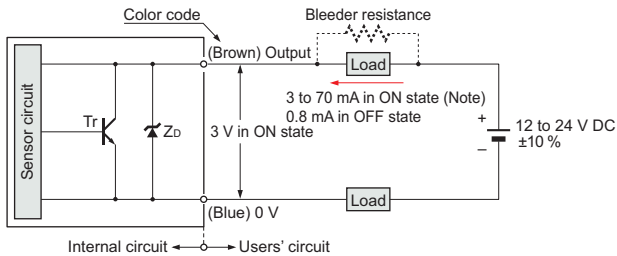 Color code
Bleeder resistance
(Brown) Output
Load
3 to 70 mA in ON state (Note)
0.8 mA in OFF state
Sensor circuit
Tr
ZD
3 V in ON state
+
–
12 to 24 V DC
±10 %
Load
(Blue) 0 V
Internal circuit
Users' circuit